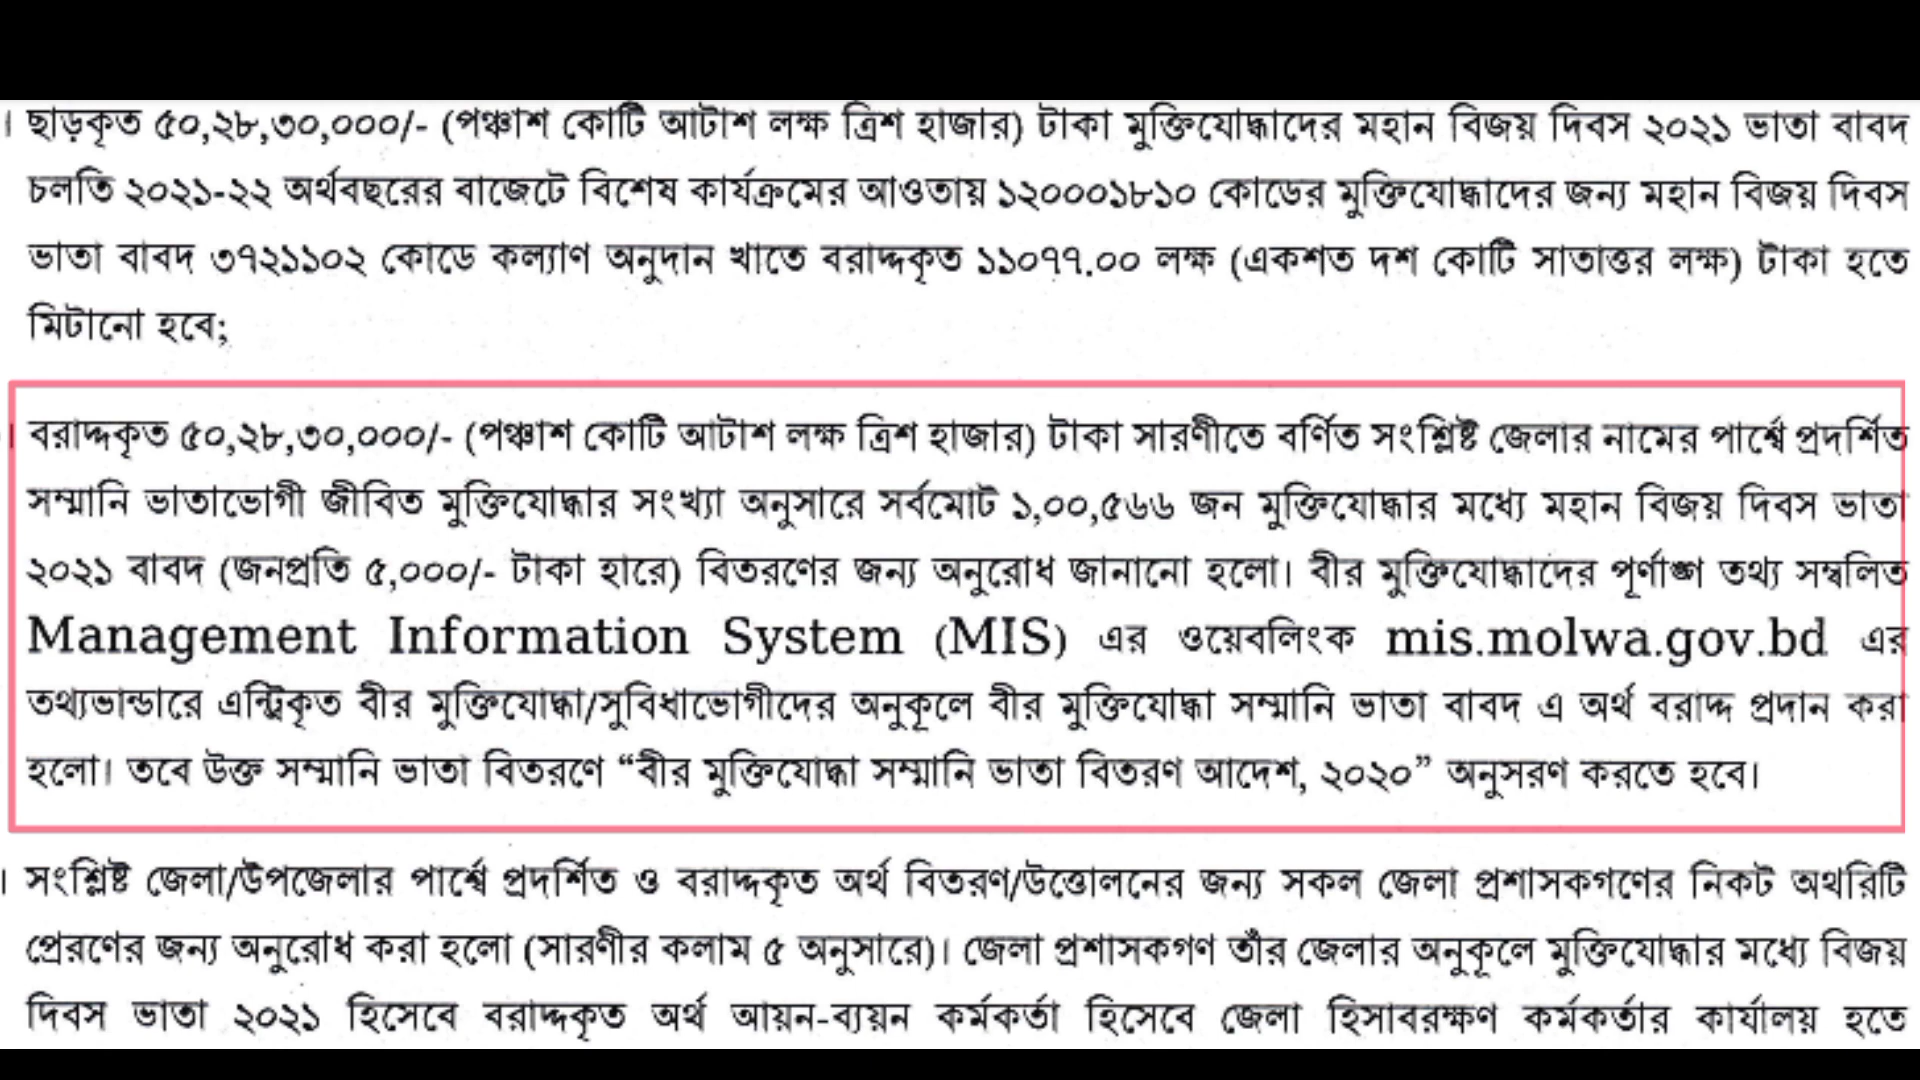 । ছাড়কৃত ৫০,২৮,৩০,০০০/- (পঞ্চাশ কোটি আটাশ লক্ষ ত্রিশ হাজার) টাকা মুক্তিযোদ্ধাদের মহান বিজয় দিবস ২০২১ ভাতা বাবদ
চলতি ২০২১-২২ অর্থবছরের বাজেটে বিশেষ কার্যক্রমের আওতায় ১২০০০১৮১০ কোডের মুক্তিযোদ্ধাদের জন্য মহান বিজয় দিবস
ভাতা বাবদ ৩৭২১১০২ কোডে কল্যাণ অনুদান খাতে বরাদ্দকৃত ১১০৭৭.০০ লক্ষ (একশত দশ কোটি সাতাত্তর লক্ষ) টাকা হতে
মিটানো হবে;
। বরাদ্দকৃত ৫০,২৮,৩০,০০০/- (পঞ্চাশ কোটি আটাশ লক্ষ ত্রিশ হাজার) টাকা সারণীতে বর্ণিত সংশ্লিষ্ট জেলার নামের পার্শ্বে প্রদর্শিত
সম্মানি ভাতাভোগী জীবিত মুক্তিযোদ্ধার সংখ্যা অনুসারে সর্বমোট ১,০০,৫৬৬ জন মুক্তিযোদ্ধার মধ্যে মহান বিজয় দিবস ভাতা
২০২১ বাবদ (জনপ্রতি ৫,০০০/- টাকা হারে) বিতরণের জন্য অনুরোধ জানানো হলো। বীর মুক্তিযোদ্ধাদের পূর্ণাঙ্গ তথ্য সম্বলিত
Management Information System (MIS) এর ওয়েবলিংক mis.molwa.gov.bd এর
তথ্যভান্ডারে এন্ট্রিকৃত বীর মুক্তিযোদ্ধা/সুবিধাভোগীদের অনুকূলে বীর মুক্তিযোদ্ধা সম্মানি ভাতা বাবদ এ অর্থ বরাদ্দ প্রদান করা
হলো। তবে উক্ত সম্মানি ভাতা বিতরণে “বীর মুক্তিযোদ্ধা সম্মানি ভাতা বিতরণ আদেশ, ২০২০” অনুসরণ করতে হবে।
। সংশ্লিষ্ট জেলা/উপজেলার পার্শ্বে প্রদর্শিত ও বরাদ্দকৃত অর্থ বিতরণ/উত্তোলনের জন্য সকল জেলা প্রশাসকগণের নিকট অথরিটি
প্রেরণের জন্য অনুরোধ করা হলো (সারণীর কলাম ৫ অনুসারে)। জেলা প্রশাসকগণ তাঁর জেলার অনুকূলে মুক্তিযোদ্ধার মধ্যে বিজয়
দিবস ভাতা ২০২১ হিসেবে বরাদ্দকৃত অর্থ আয়ন-ব্যয়ন কর্মকর্তা হিসেবে জেলা হিসাবরক্ষণ কর্মকর্তার কার্যালয় হতে